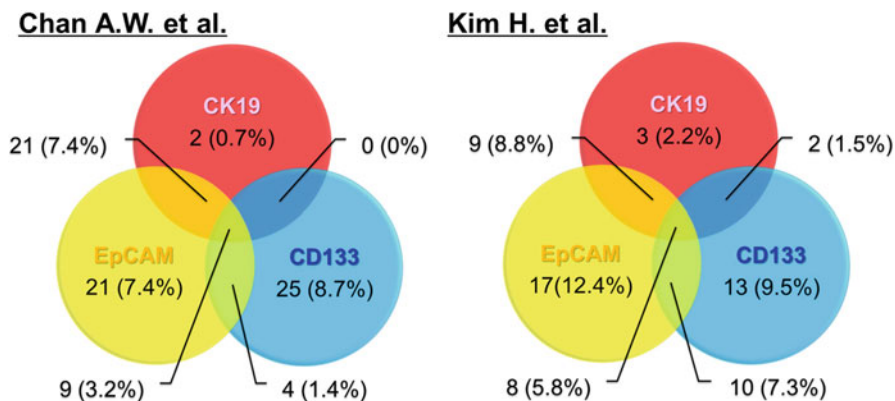 Chan A.W. et al.
CK19
2 (0.7%)
21 (7.4%)
0 (0%)
EpCAM
21 (7.4%)
CD133
25 (8.7%)
9 (3.2%)
4 (1.4%)
Kim H. et al.
CK19
3 (2.2%)
9 (8.8%)
2 (1.5%)
EpCAM
17(12.4%)
CD133
13 (9.5%)
8 (5.8%)
10 (7.3%)